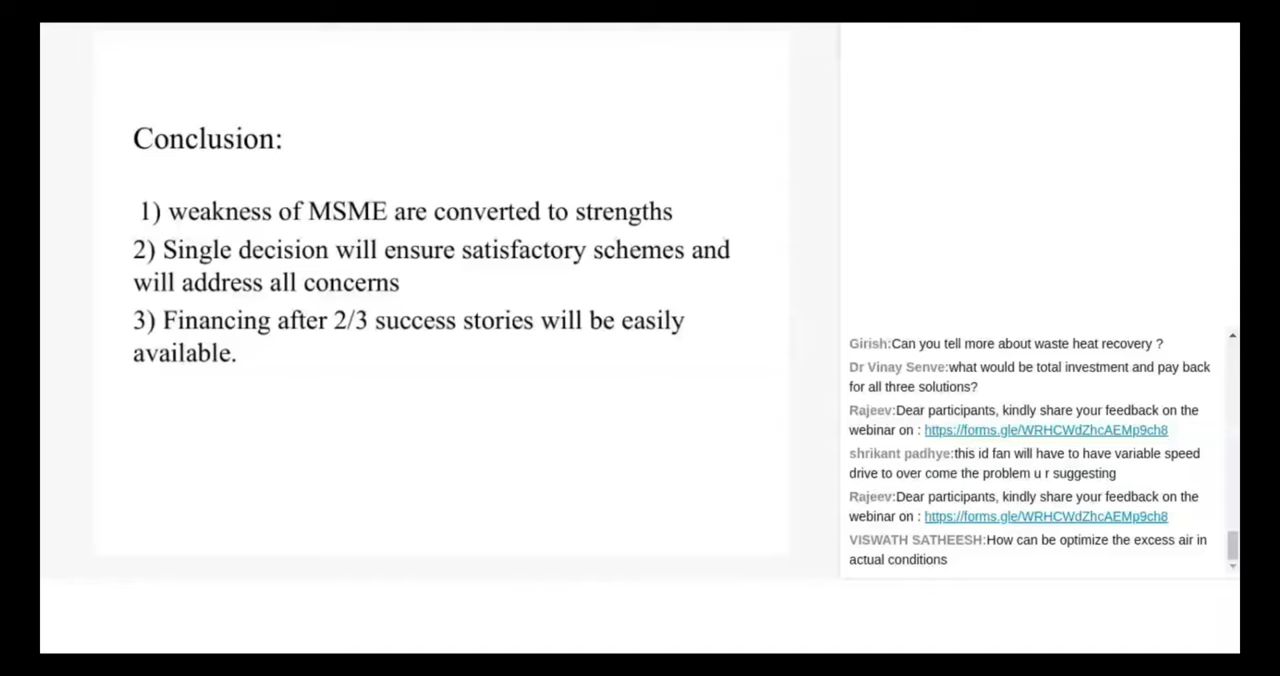 Conclusion:
1) weakness of MSME are converted to strengths
2) Single decision will ensure satisfactory schemes and
will address all concerns
3) Financing after 2/3 success stories will be easily
available.
Girish:Can you tell more about waste heat recovery ?
Dr Vinay Senve:what would be total investment and pay back
for all three solutions?
Rajeev:Dear participants, kindly share your feedback on the
webinar on : https://forms.gle/WRHCWdZhcAEMp9ch8
shrikant padhye:this id fan will have to have variable speed
drive to over come the problem u r suggesting
Rajeev:Dear participants, kindly share your feedback on the
webinar on : https://forms.gle/WRHCWdZhcAEMp9ch8
VISWATH SATHEESH:How can be optimize the excess air in
actual conditions